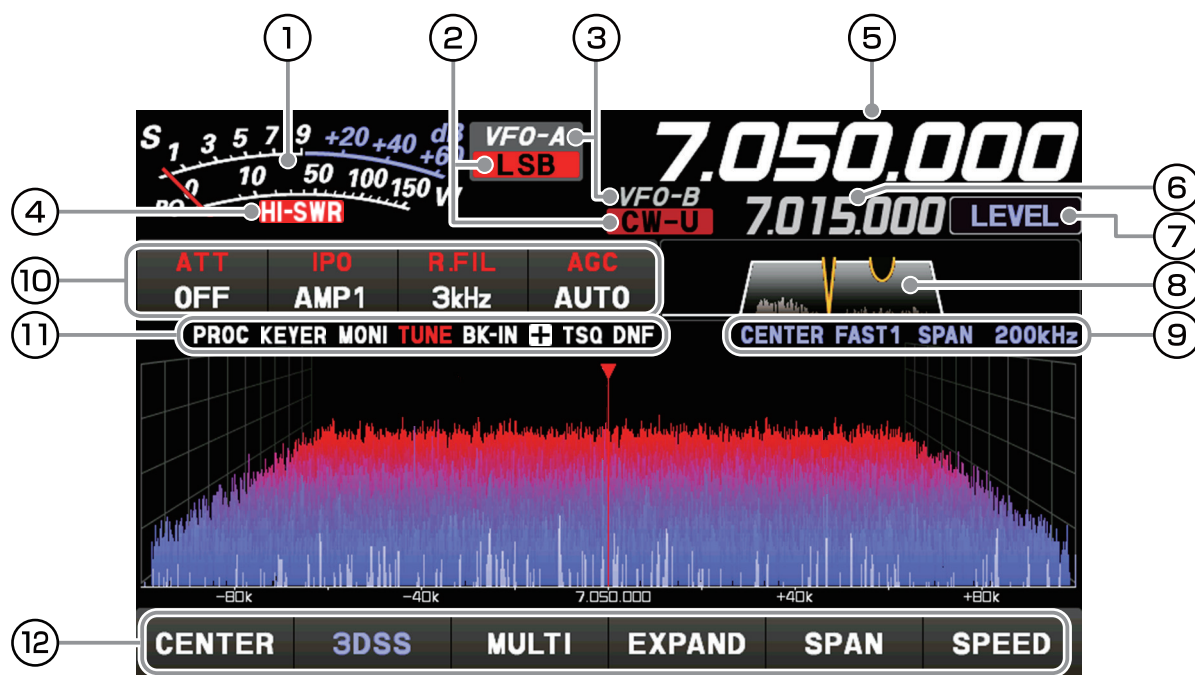 1 2 3 5
S 1 3 5 7 9 +20 +40 +60 dB
VFO-A
7.050.000
LSB
0 10 50 100 150 W
PO
VFO-B
6
4
HI-SWR
CW-U
7.015.000
LEVEL
7
ATT IPO R.FIL AGC
10
OFF AMP1 3kHz AUTO
8
11
PROC KEYER MONI TUNE BK-IN + TSQ DNF
CENTER FAST1 SPAN 200kHz
9
-80k -40k 7.050.000 +40k +80k
12
CENTER 3DSS MULTI EXPAND SPAN SPEED